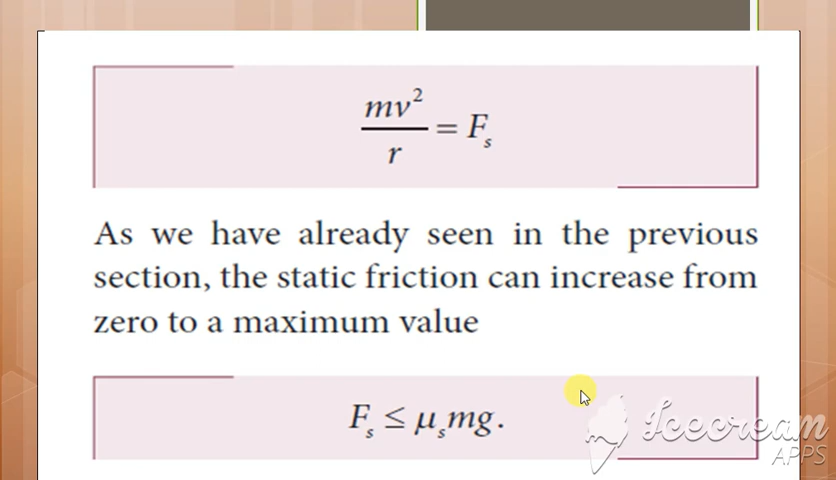 mv²/r = Fₛ
As we have already seen in the previous
section, the static friction can increase from
zero to a maximum value
Fₛ ≤ μₛmg.
Icecream
APPS